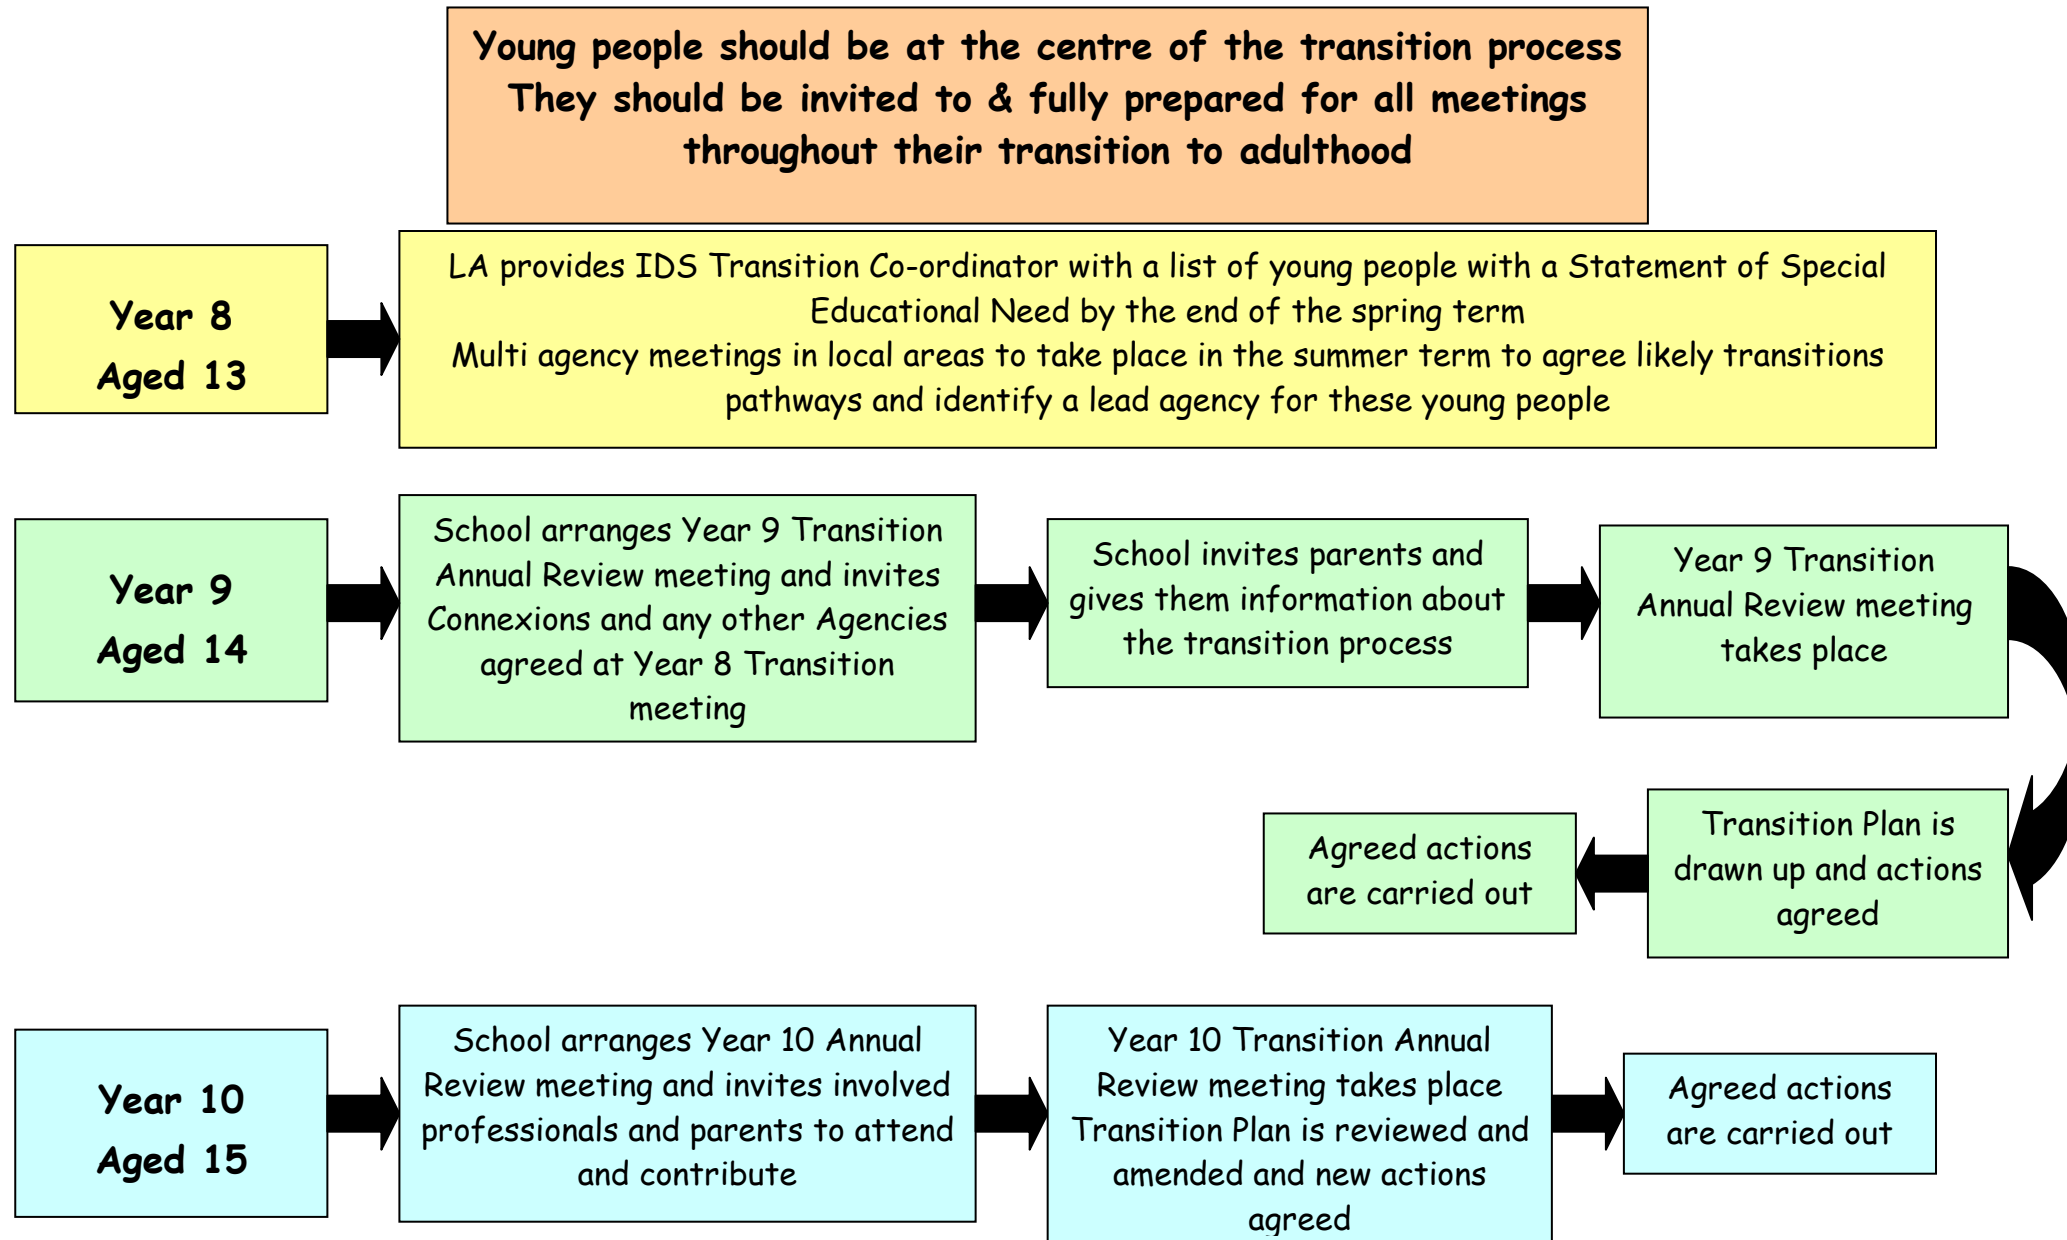 Young people should be at the centre of the transition process
They should be invited to & fully prepared for all meetings
throughout their transition to adulthood
Year 8
Aged 13
LA provides IDS Transition Co-ordinator with a list of young people with a Statement of Special
Educational Need by the end of the spring term
Multi agency meetings in local areas to take place in the summer term to agree likely transitions
pathways and identify a lead agency for these young people
Year 9
Aged 14
School arranges Year 9 Transition
Annual Review meeting and invites
Connexions and any other Agencies
agreed at Year 8 Transition
meeting
School invites parents and
gives them information about
the transition process
Year 9 Transition
Annual Review meeting
takes place
Transition Plan is
drawn up and actions
agreed
Agreed actions
are carried out
Year 10
Aged 15
School arranges Year 10 Annual
Review meeting and invites involved
professionals and parents to attend
and contribute
Year 10 Transition Annual
Review meeting takes place
Transition Plan is reviewed and
amended and new actions
agreed
Agreed actions
are carried out